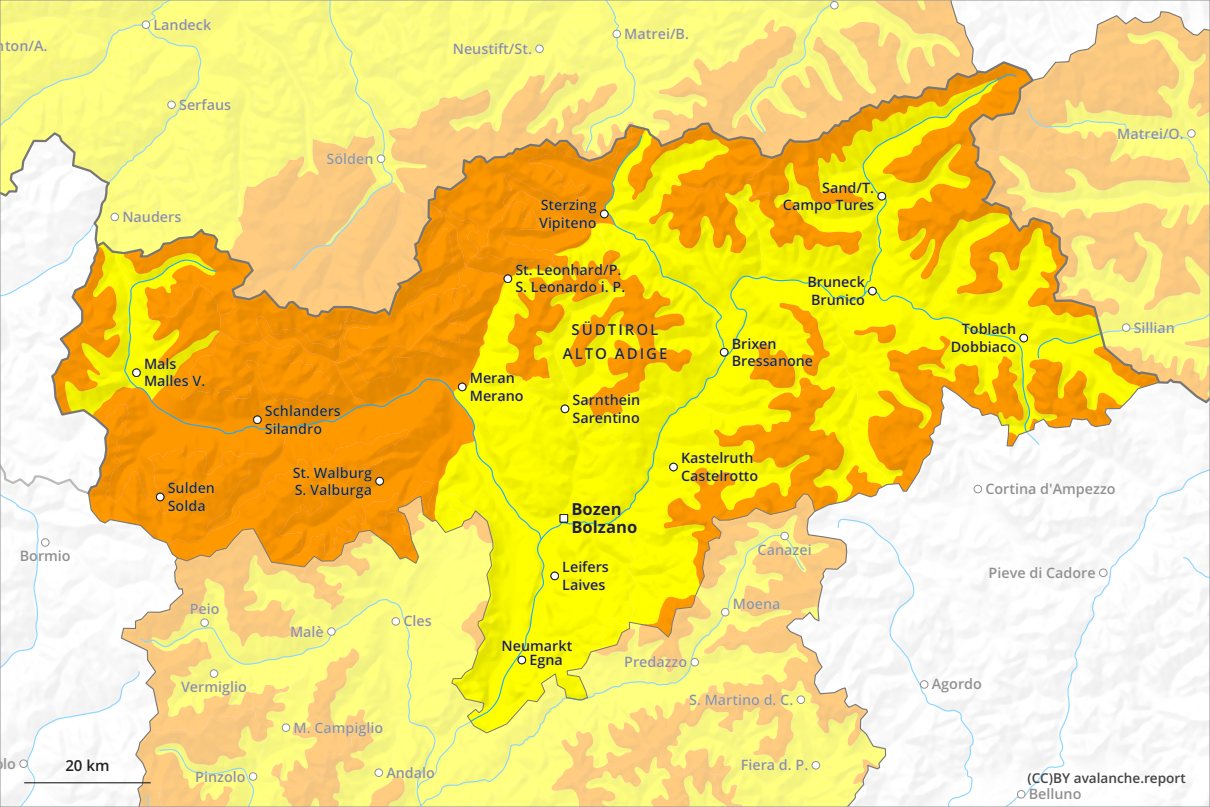 Landeck
nton/A.
Neustift/St.
Matrei/B.
Serfaus
Matrei/O.
Sölden
Nauders
Sand/T.
Campo Tures
Sterzing
Vipiteno
St. Leonhard/P.
S. Leonardo i. P.
Bruneck
Brunico
SÜDTIROL
ALTO ADIGE
Toblach
Dobbiaco
Sillian
Brixen
Bressanone
Mals
Malles V.
Meran
Merano
Schlanders
Silandro
Sarnthein
Sarentino
St. Walburg
S. Valburga
Kastelruth
Castelrotto
Sulden
Solda
Cortina d'Ampezzo
Bozen
Bolzano
Bormio
Canazei
Leifers
Laives
Pieve di Cadore
Peio
Moena
Malè
Cles
Neumarkt
Egna
Predazzo
Vermiglio
Agordo
S. Martino d. C.
M. Campiglio
olo
20 km
Pinzolo
Andalo
Fiera d. P.
(CC)BY avalanche.report
Belluno